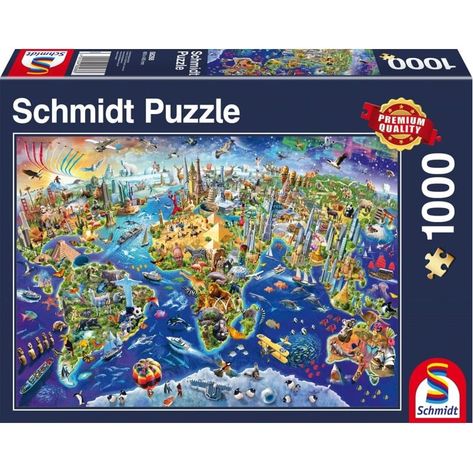 Schmidt
Puzzle
1000
Schmidt
Schmidt Puzzle
PREMIUM
QUALITY
1000
Schmidt